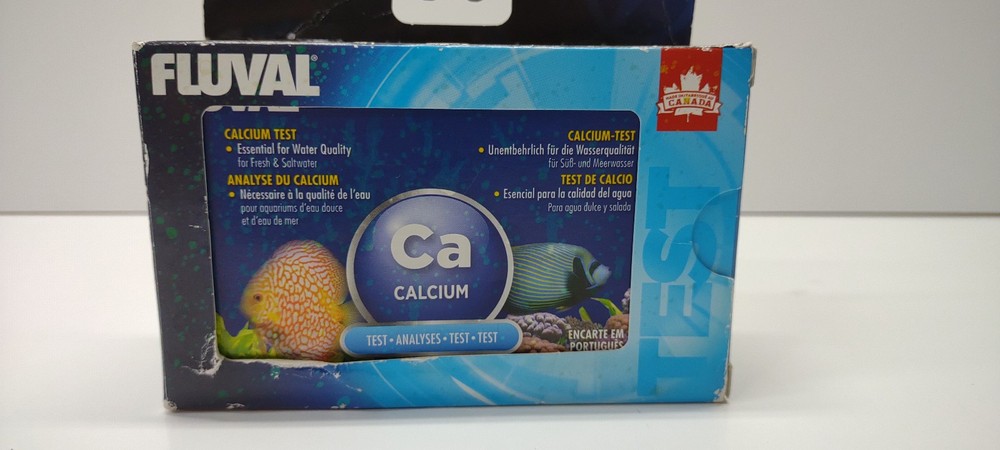 FLUVAL®
CALCIUM TEST
• Essential for Water Quality
for Fresh & Saltwater
ANALYSE DU CALCIUM
• Nécessaire à la qualité de l'eau
pour aquariums d'eau douce
et d'eau de mer
CALCIUM-TEST
• Unentbehrlich für die Wasserqualität
für Süß- und Meerwasser
TEST DE CALCIO
• Esencial para la calidad del agua
Para agua dulce y salada
Ca
CALCIUM
TEST • ANALYSES • TEST • TEST
ENCARTE EM
PORTUGUÊS
CANADA
TEST